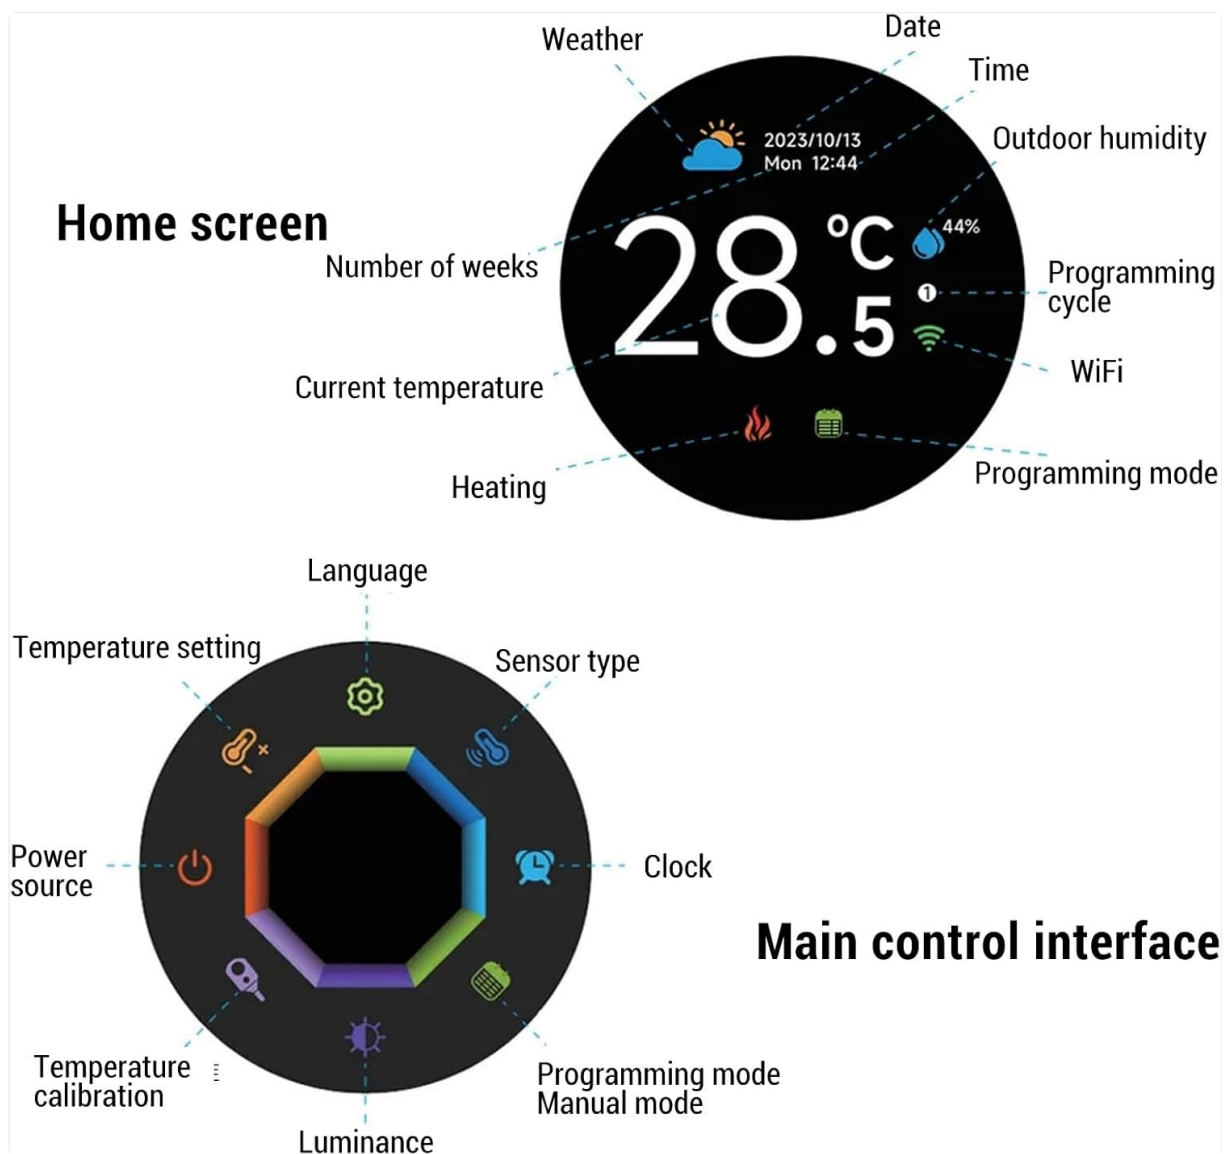 Weather
Date
Time
Outdoor humidity
2023/10/13
Mon 12:44
Home screen
Number of weeks
28.5 °C
44%
1
Programming
cycle
WiFi
Current temperature
Heating
Programming mode
Language
Temperature setting
Sensor type
Power
source
Clock
Main control interface
Temperature
calibration
Programming mode
Manual mode
Luminance